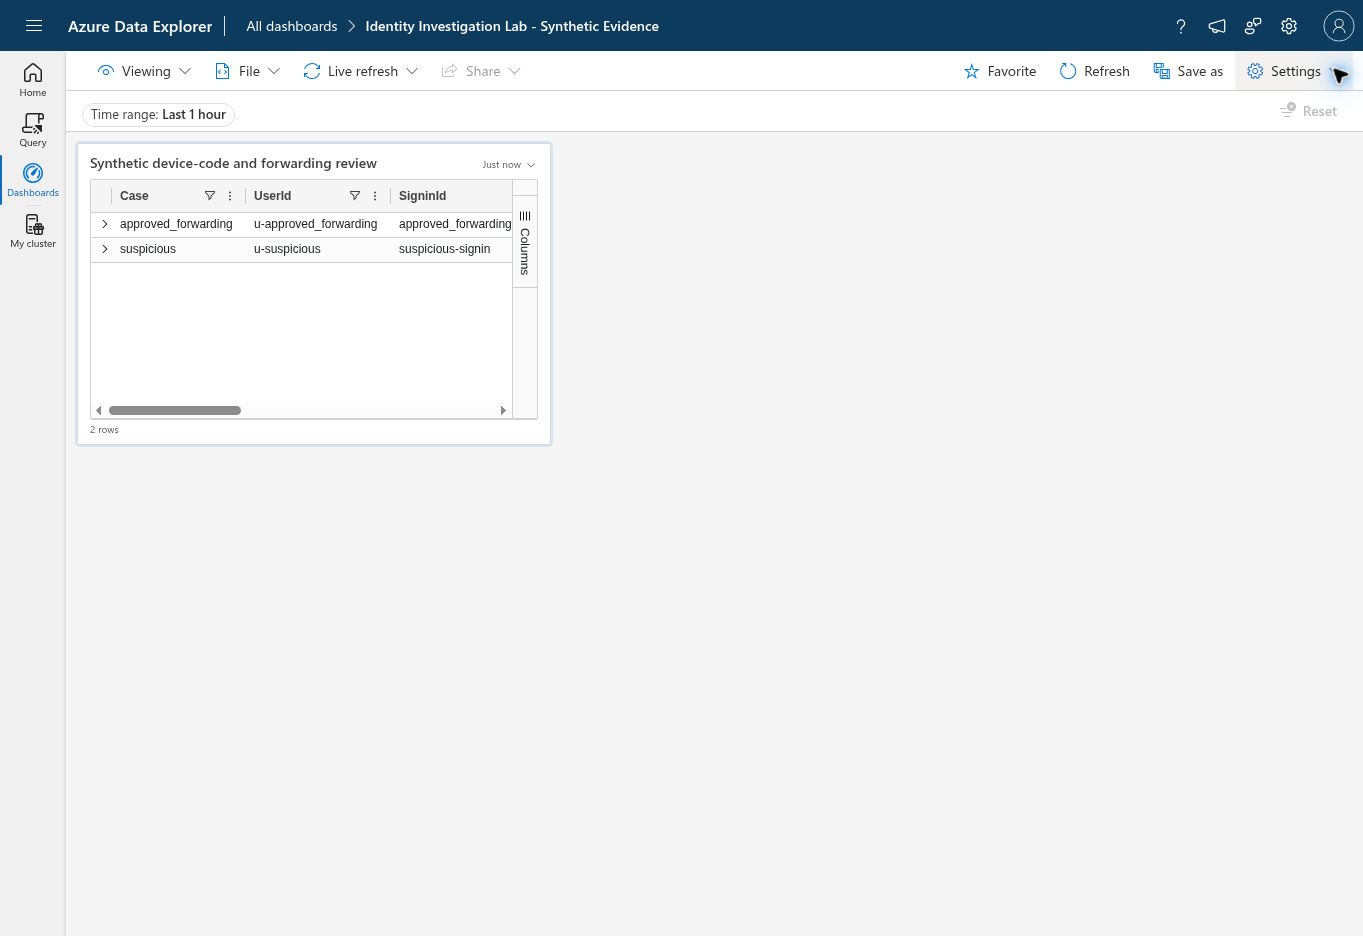 Azure Data Explorer
All dashboards
Identity Investigation Lab - Synthetic Evidence
Viewing
File
Live refresh
Share
Favorite
Refresh
Save as
Settings
Home
Query
Dashboards
My cluster
Time range: Last 1 hour
Reset
Synthetic device-code and forwarding review
Just now
Case
UserId
SigninId
approved_forwarding
u-approved_forwarding
approved_forwarding
suspicious
u-suspicious
suspicious-signin
Columns
2 rows